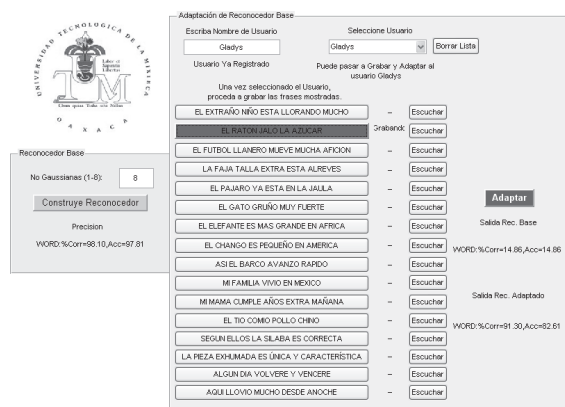 UNIVERSIDAD TECNOLOGICA DE LA MIXTECA
Labor et
Sapientia
Libertas
OAXACA
Reconocedor Base
No Gaussianas (1-8):
8
Construye Reconocedor
Precision
WORD:%Corr=98.10,Acc=97.81
Adaptación de Reconocedor Base
Escriba Nombre de Usuario
Seleccione Usuario
Gladys
Gladys
Borrar Lista
Usuario Ya Registrado
Puede pasar a Grabar y Adaptar al
usuario Gladys
Una vez seleccionado el Usuario,
proceda a grabar las frases mostradas.
EL EXTRAÑO NIÑO ESTA LLORANDO MUCHO – Escuchar
EL RATON JALO LA AZUCAR Grabando Escuchar
EL FUTBOL LLANERO MUEVE MUCHA AFICION – Escuchar
LA FAJA TALLA EXTRA ESTA ALREVES – Escuchar
EL PAJARO YA ESTA EN LA JAULA – Escuchar
EL GATO GRUÑO MUY FUERTE – Escuchar
EL ELEFANTE ES MAS GRANDE EN AFRICA – Escuchar
EL CHANGO ES PEQUEÑO EN AMERICA – Escuchar
ASI EL BARCO AVANZO RAPIDO – Escuchar
MI FAMILIA VIVIO EN MEXICO – Escuchar
MI MAMA CUMPLE AÑOS EXTRA MAÑANA – Escuchar
EL TIO COMIO POLLO CHINO – Escuchar
SEGUN ELLOS LA SILABA ES CORRECTA – Escuchar
LA PIEZA EXHUMADA ES ÚNICA Y CARACTERÍSTICA – Escuchar
ALGUN DIA VOLVERE Y VENCERE – Escuchar
AQUI LLOVIO MUCHO DESDE ANOCHE – Escuchar
Adaptar
Salida Rec. Base
WORD:%Corr=14.86,Acc=14.86
Salida Rec. Adaptado
WORD:%Corr=91.30,Acc=82.61